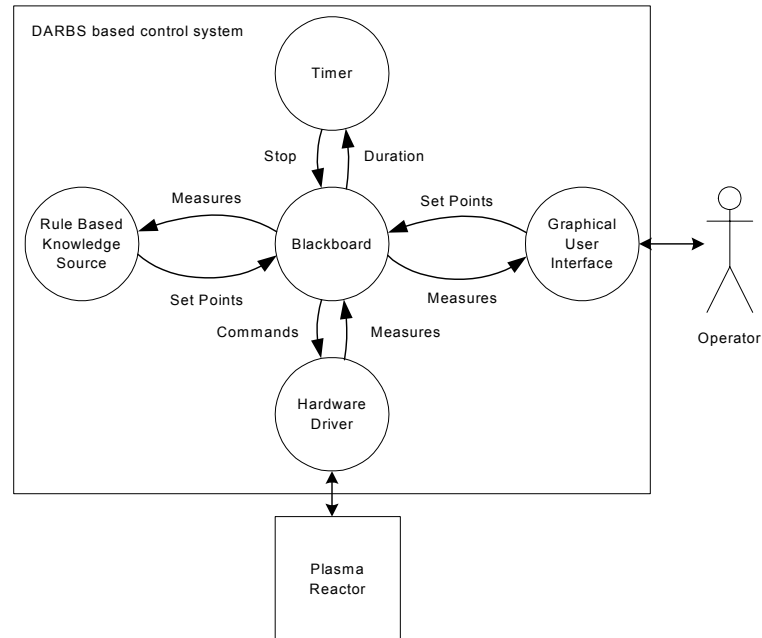 DARBS based control system
Timer
Stop
Duration
Measures
Set Points
Rule Based
Knowledge
Source
Blackboard
Graphical
User
Interface
Set Points
Measures
Commands
Measures
Operator
Hardware
Driver
Plasma
Reactor